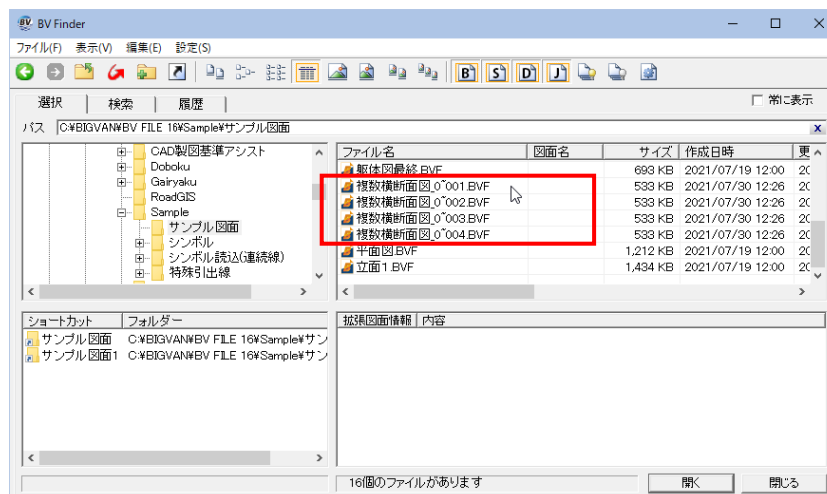 BV Finder
ファイル(F) 表示(V) 編集(E) 設定(S)
B S D J
選択 検索 履歴 常に表示
パス C:¥BIGVAN¥BV FILE 16¥Sample¥サンプル図面 x
CAD製図基準アシスト
Doboku
Gairyaku
RoadGIS
Sample
サンプル図面
シンボル
シンボル読込(連続線)
特殊引出線
ファイル名 図面名 サイズ 作成日時 更
躯体図最終.BVF 693 KB 2021/07/19 12:00 20
複数横断面図_0~001.BVF 533 KB 2021/07/30 12:26 20
複数横断面図_0~002.BVF 533 KB 2021/07/30 12:26 20
複数横断面図_0~003.BVF 533 KB 2021/07/30 12:26 20
複数横断面図_0~004.BVF 533 KB 2021/07/30 12:26 20
平面図.BVF 1,212 KB 2021/07/19 12:00 20
立面1.BVF 1,434 KB 2021/07/19 12:00 20
ショートカット フォルダー
サンプル図面 C:¥BIGVAN¥BV FILE 16¥Sample¥サン
サンプル図面1 C:¥BIGVAN¥BV FILE 16¥Sample¥サン
拡張図面情報 内容
16個のファイルがあります 開く 閉じる